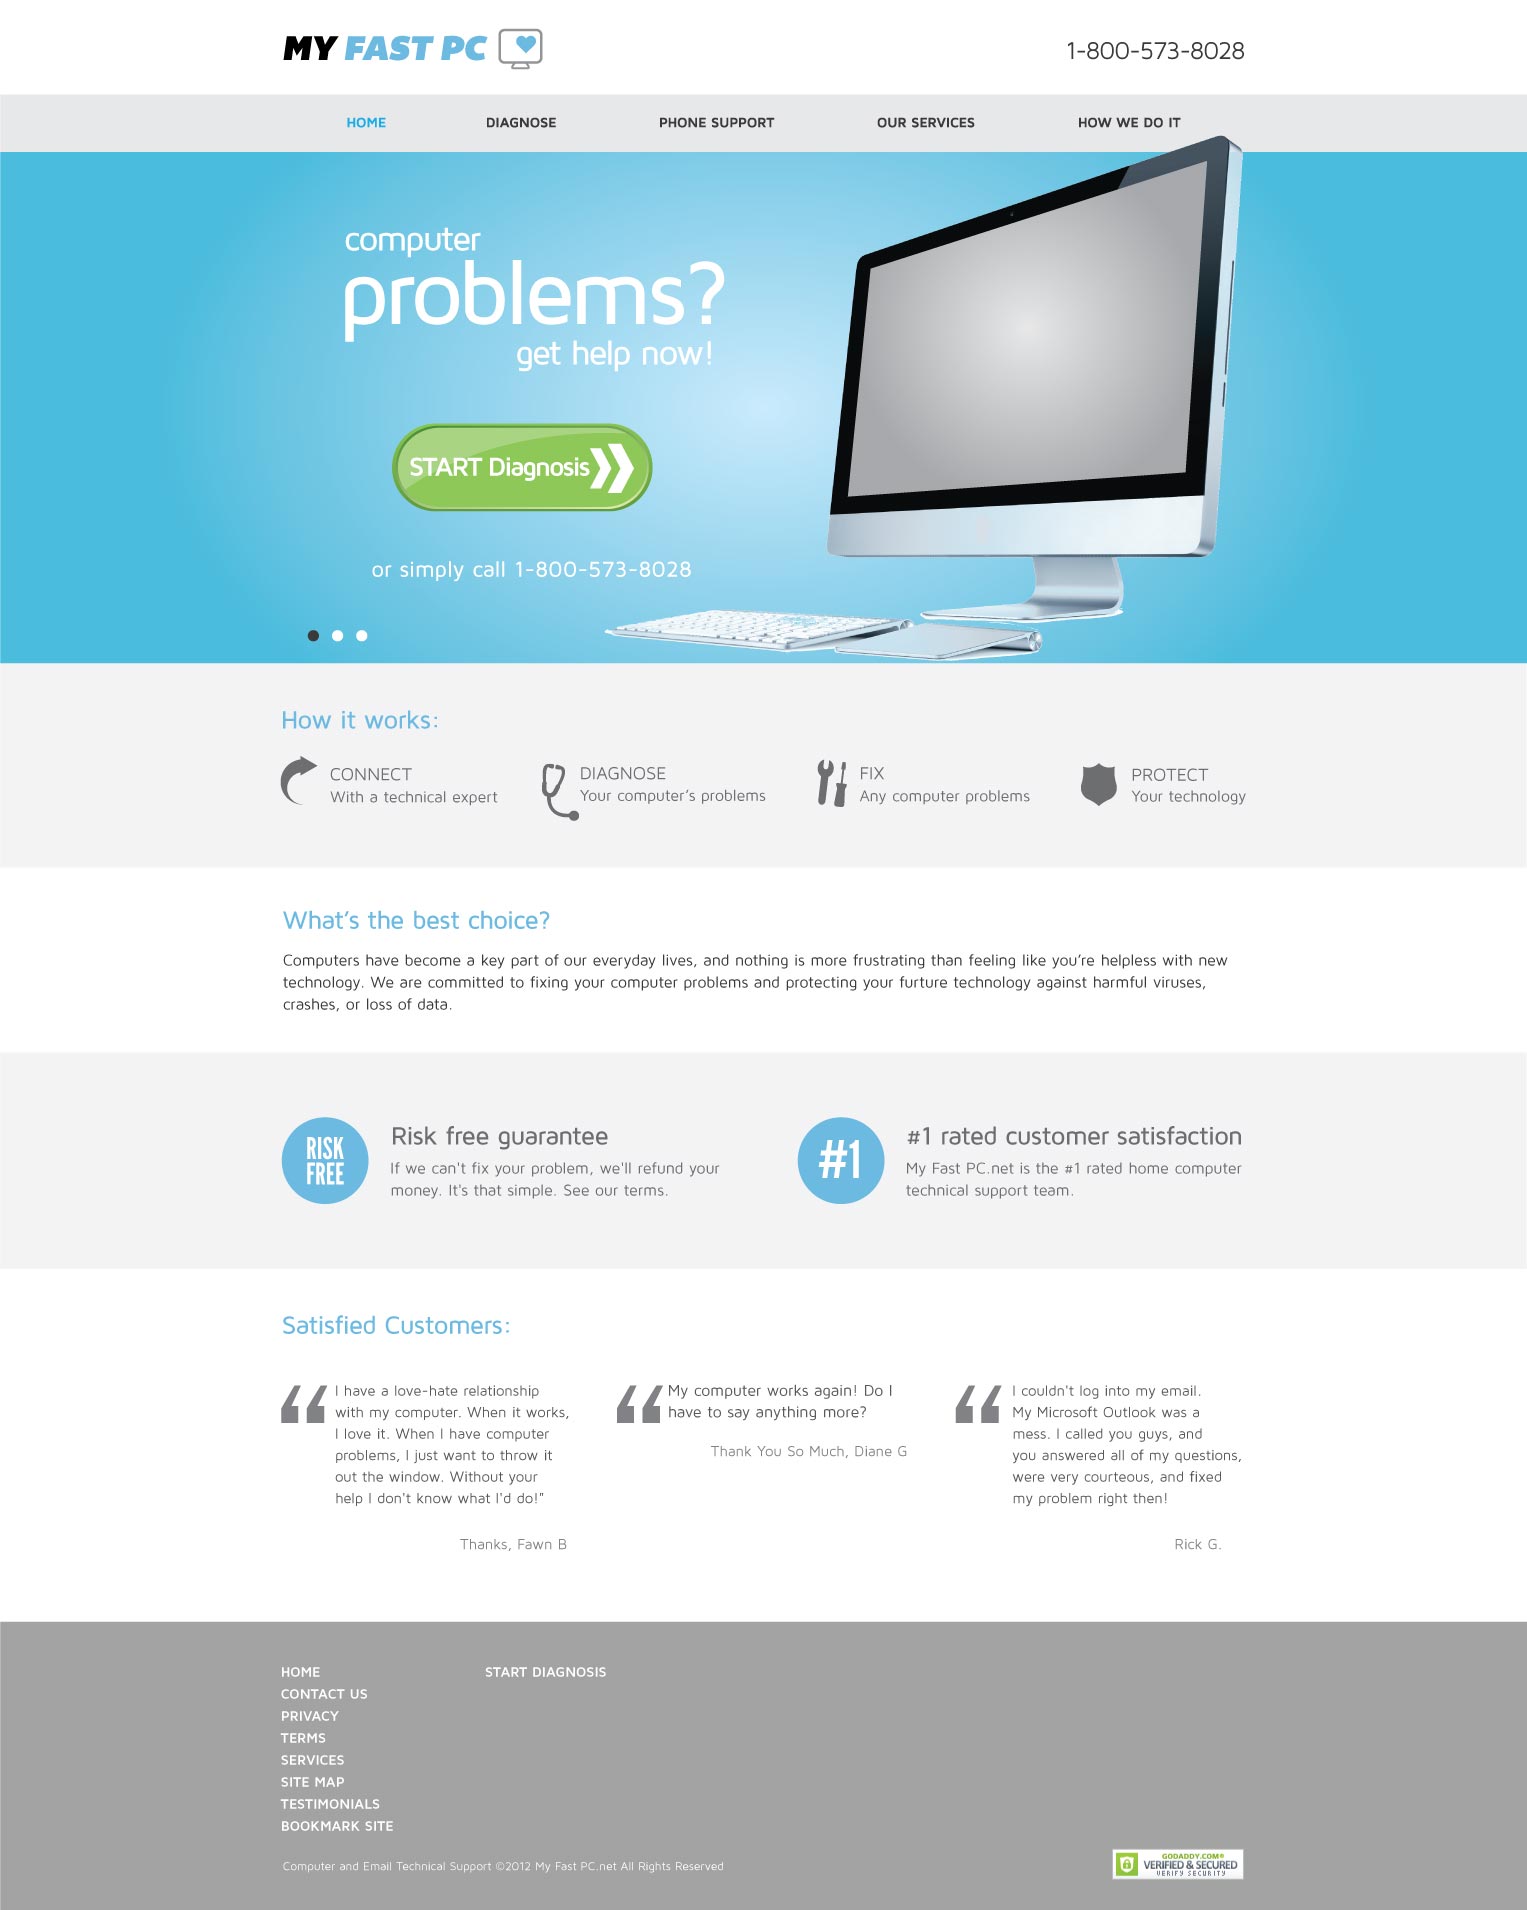 MY FAST PC
1-800-573-8028
HOME DIAGNOSE PHONE SUPPORT OUR SERVICES HOW WE DO IT
computer
problems?
get help now!
START Diagnosis
or simply call 1-800-573-8028
How it works:
CONNECT
With a technical expert
DIAGNOSE
Your computer's problems
FIX
Any computer problems
PROTECT
Your technology
What's the best choice?
Computers have become a key part of our everyday lives, and nothing is more frustrating than feeling like you're helpless with new
technology. We are committed to fixing your computer problems and protecting your furture technology against harmful viruses,
crashes, or loss of data.
RISK
FREE
Risk free guarantee
If we can't fix your problem, we'll refund your
money. It's that simple. See our terms.
#1
#1 rated customer satisfaction
My Fast PC.net is the #1 rated home computer
technical support team.
Satisfied Customers:
“ I have a love-hate relationship
with my computer. When it works,
I love it. When I have computer
problems, I just want to throw it
out the window. Without your
help I don't know what I'd do!"
Thanks, Fawn B
“ My computer works again! Do I
have to say anything more?
Thank You So Much, Diane G
“ I couldn't log into my email.
My Microsoft Outlook was a
mess. I called you guys, and
you answered all of my questions,
were very courteous, and fixed
my problem right then!
Rick G.
HOME
CONTACT US
PRIVACY
TERMS
SERVICES
SITE MAP
TESTIMONIALS
BOOKMARK SITE
START DIAGNOSIS
Computer and Email Technical Support ©2012 My Fast PC.net All Rights Reserved
GODADDY.COM®
VERIFIED & SECURED
VERIFY SECURITY